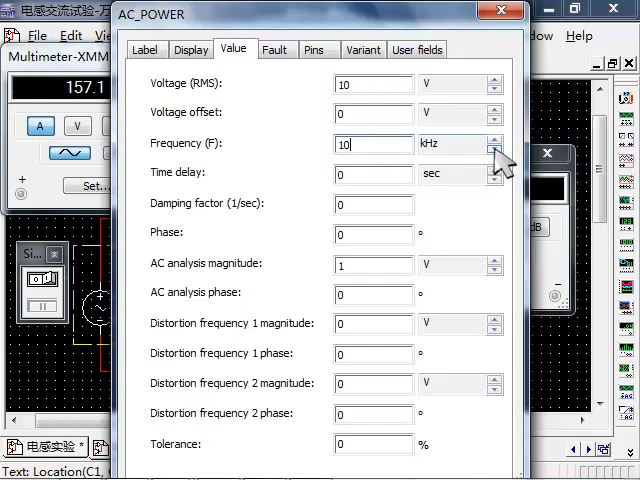 电感交流试验-万
AC_POWER
File
Edit
Help
Multimeter-XMM
157.1
A
V
Set...
Label
Display
Value
Fault
Pins
Variant
User fields
Voltage (RMS):
10
V
Voltage offset:
0
V
Frequency (F):
10
kHz
Time delay:
0
sec
Damping factor (1/sec):
0
Phase:
0
°
AC analysis magnitude:
1
V
AC analysis phase:
0
°
Distortion frequency 1 magnitude:
0
V
Distortion frequency 1 phase:
0
°
Distortion frequency 2 magnitude:
0
V
Distortion frequency 2 phase:
0
°
Tolerance:
0
%
dB
Si...
电感实验 *
Text: Location(C1,